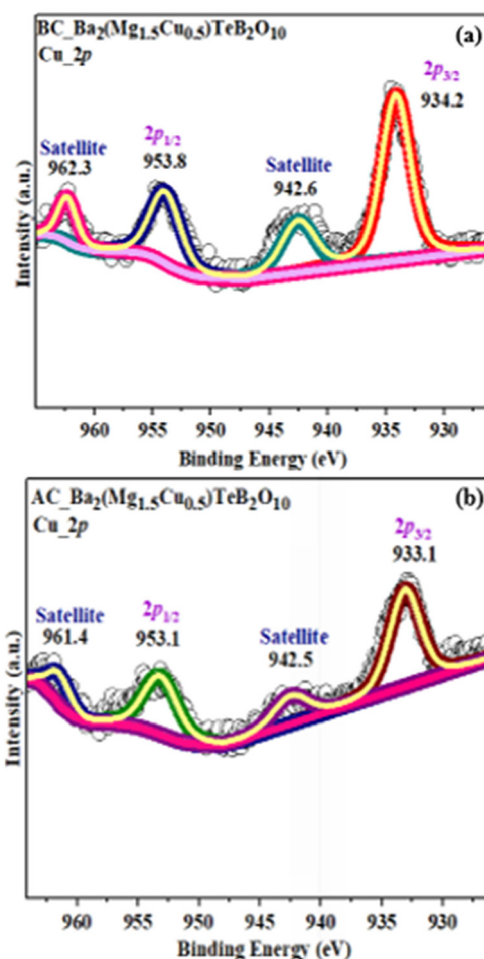 BC_Ba2(Mg1.5Cu0.5)TeB2O10
(a)
Cu_2p
2p3/2
934.2
2p1/2
953.8
Satellite
962.3
Satellite
942.6
Intensity (a.u.)
960 955 950 945 940 935 930
Binding Energy (eV)
AC_Ba2(Mg1.5Cu0.5)TeB2O10
(b)
Cu_2p
2p3/2
933.1
Satellite
961.4
2p1/2
953.1
Satellite
942.5
Intensity (a.u.)
960 955 950 945 940 935 930
Binding Energy (eV)